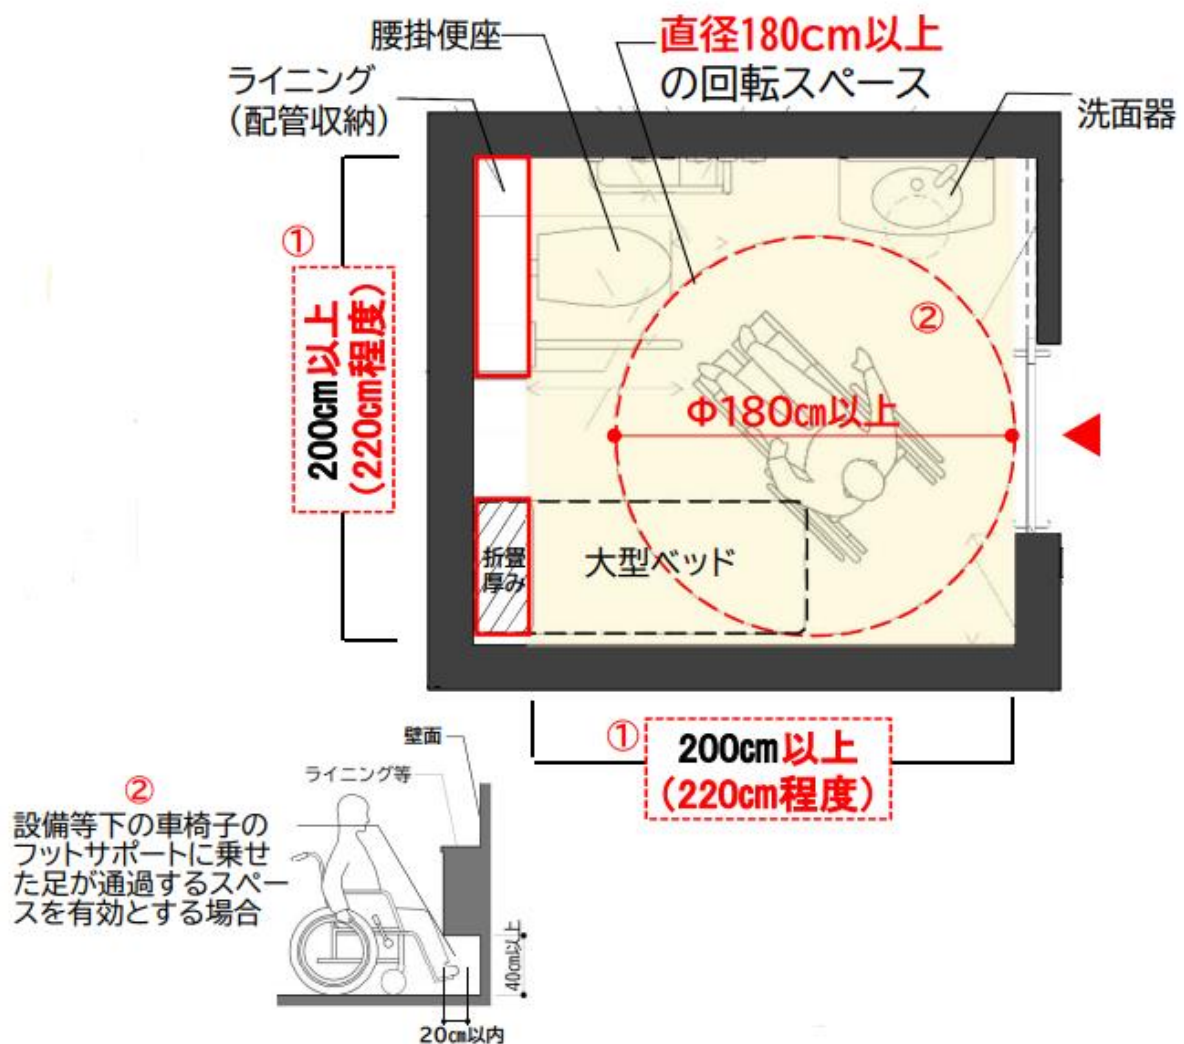 腰掛便座
直径180cm以上
の回転スペース
ライニング
（配管収納）
洗面器
①
200cm以上
（220cm程度）
②
Φ180㎝以上
折畳
厚み
大型ベッド
①
200㎝以上
（220㎝程度）
壁面
ライニング等
②
設備等下の車椅子の
フットサポートに乗せ
た足が通過するスペー
スを有効とする場合
40㎝以上
20㎝以内